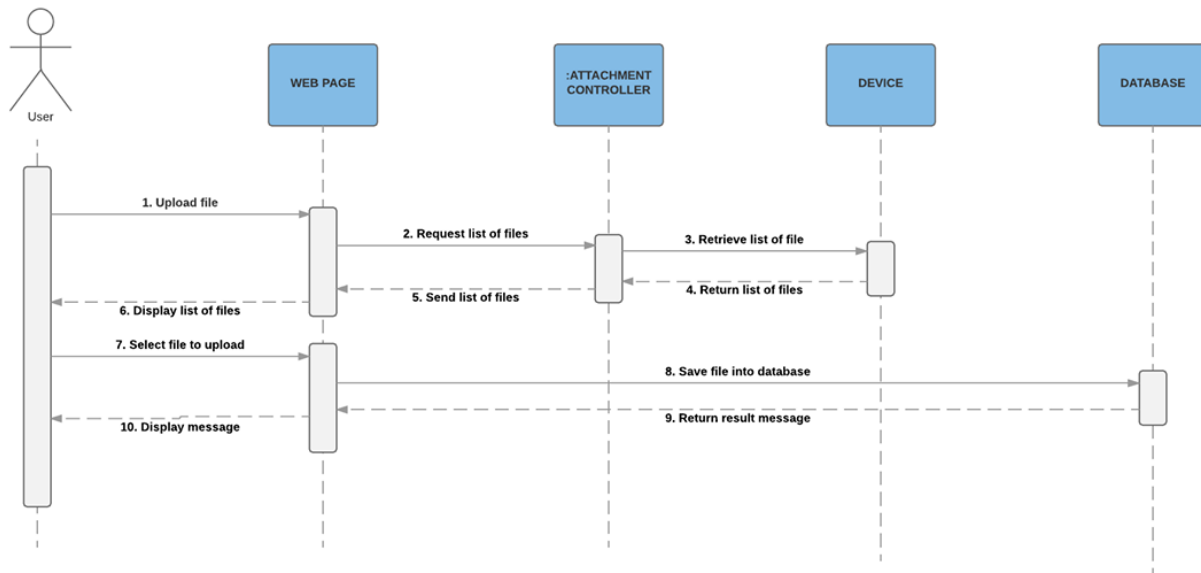 User
WEB PAGE
:ATTACHMENT
CONTROLLER
DEVICE
DATABASE
1. Upload file
2. Request list of files
3. Retrieve list of file
4. Return list of files
5. Send list of files
6. Display list of files
7. Select file to upload
8. Save file into database
9. Return result message
10. Display message